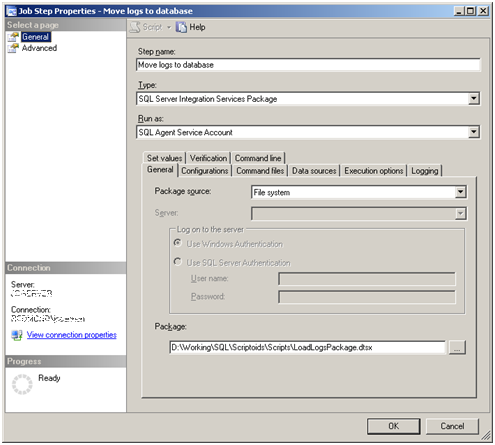 Job Step Properties - Move logs to database
Select a page
General
Advanced
Script
Help
Step name:
Move logs to database
Type:
SQL Server Integration Services Package
Run as:
SQL Agent Service Account
Set values Verification Command line
General Configurations Command files Data sources Execution options Logging
Package source: File system
Server:
Log on to the server
Use Windows Authentication
Use SQL Server Authentication
User name:
Password:
Package:
D:\Working\SQL\Scriptoids\Scripts\LoadLogsPackage.dtsx ...
Connection
Server:
Connection:
View connection properties
Progress
Ready
OK Cancel